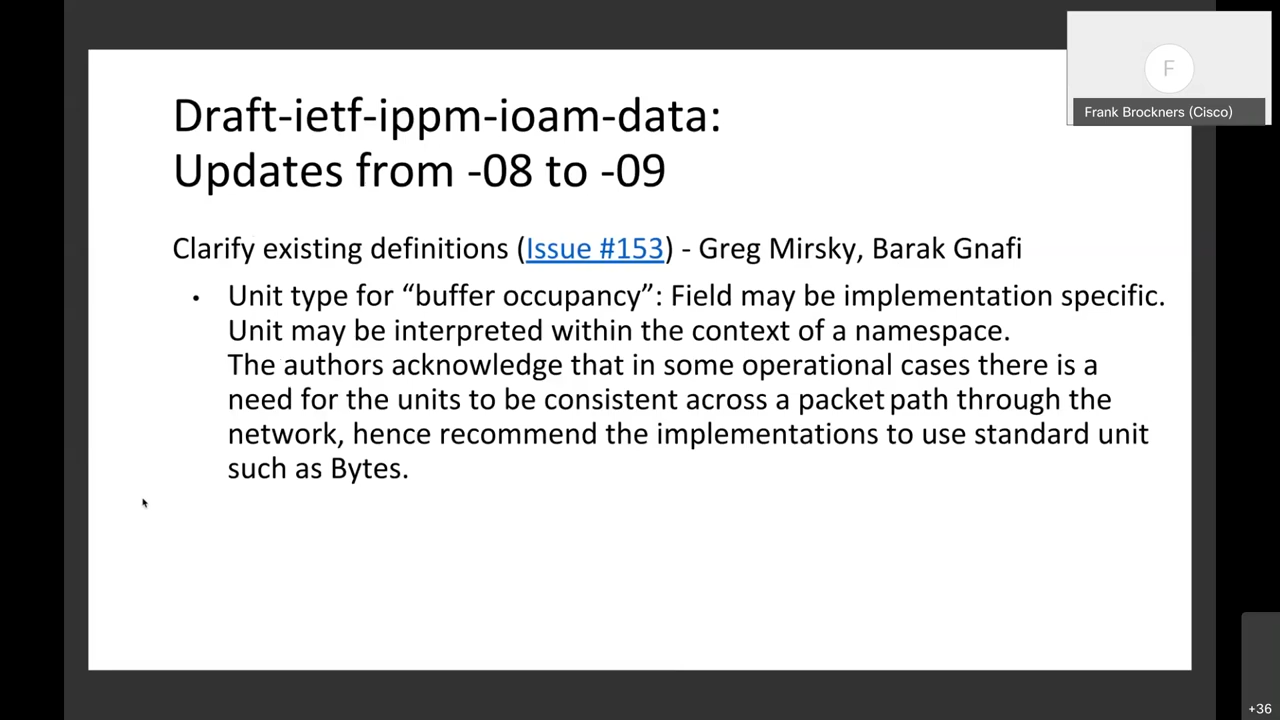 F
Frank Brockners (Cisco)
Draft-ietf-ippm-ioam-data:
Updates from -08 to -09
Clarify existing definitions (Issue #153) - Greg Mirsky, Barak Gnafi
• Unit type for “buffer occupancy”: Field may be implementation specific.
Unit may be interpreted within the context of a namespace.
The authors acknowledge that in some operational cases there is a
need for the units to be consistent across a packet path through the
network, hence recommend the implementations to use standard unit
such as Bytes.
+36